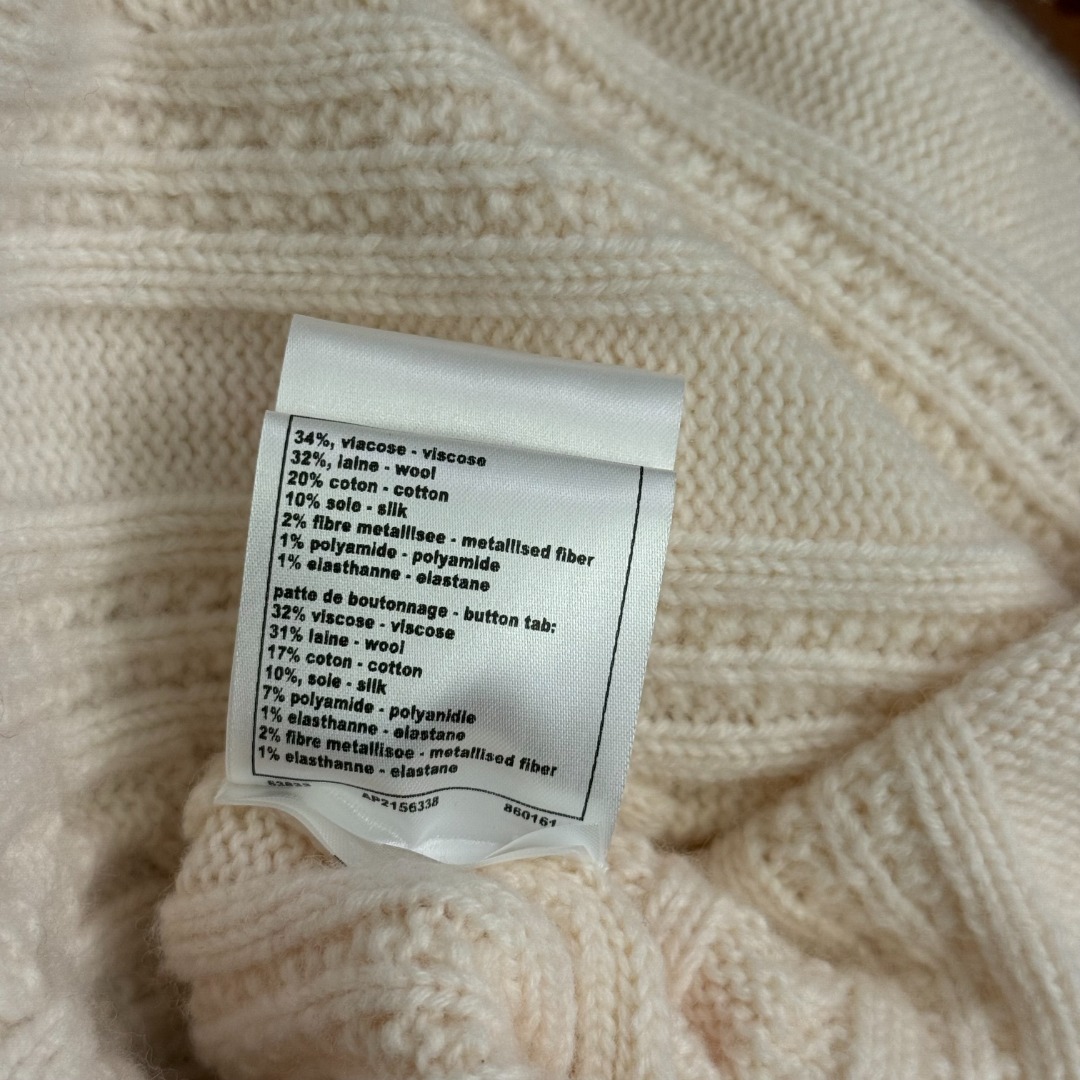 34%, viacose - viscose
32%, laine - wool
20% coton - cotton
10% soie - silk
2% fibre metallisee - metallised fiber
1% polyamide - polyamide
1% elasthanne - elastane
patte de boutonnage - button tab:
32% viscose - viscose
31% laine - wool
17% coton - cotton
10%, soie - silk
7% polyamide - polyanidie
1% elasthanne - elastane
2% fibre metallisoe - metallised fiber
1% elasthanne - elastane
AP2156338
860161